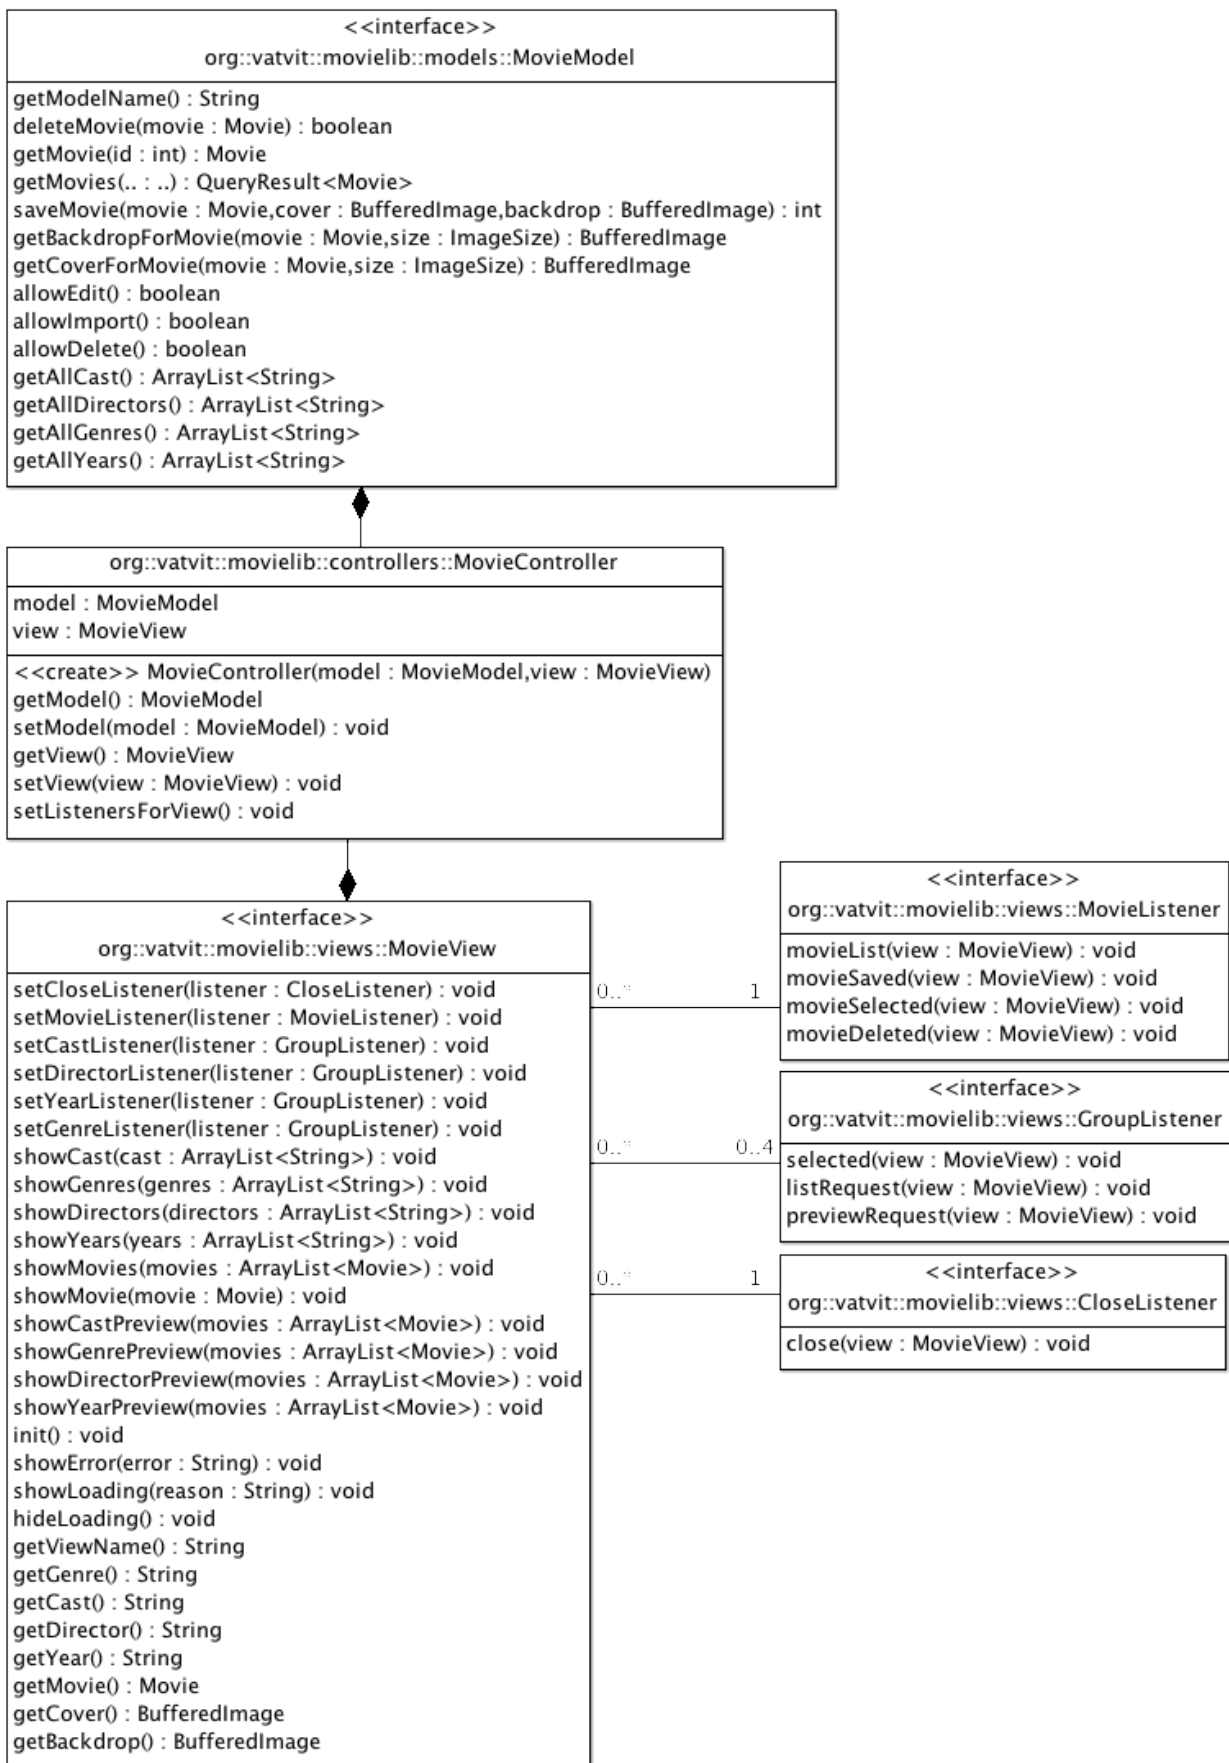 <<interface>>
org::vatvit::movielib::models::MovieModel
getModelName() : String
deleteMovie(movie : Movie) : boolean
getMovie(id : int) : Movie
getMovies(.. : ..) : QueryResult<Movie>
saveMovie(movie : Movie,cover : BufferedImage,backdrop : BufferedImage) : int
getBackdropForMovie(movie : Movie,size : ImageSize) : BufferedImage
getCoverForMovie(movie : Movie,size : ImageSize) : BufferedImage
allowEdit() : boolean
allowImport() : boolean
allowDelete() : boolean
getAllCast() : ArrayList<String>
getAllDirectors() : ArrayList<String>
getAllGenres() : ArrayList<String>
getAllYears() : ArrayList<String>
org::vatvit::movielib::controllers::MovieController
model : MovieModel
view : MovieView
<<create>> MovieController(model : MovieModel,view : MovieView)
getModel() : MovieModel
setModel(model : MovieModel) : void
getView() : MovieView
setView(view : MovieView) : void
setListenersForView() : void
<<interface>>
org::vatvit::movielib::views::MovieView
setCloseListener(listener : CloseListener) : void
setMovieListener(listener : MovieListener) : void
setCastListener(listener : GroupListener) : void
setDirectorListener(listener : GroupListener) : void
setYearListener(listener : GroupListener) : void
setGenreListener(listener : GroupListener) : void
showCast(cast : ArrayList<String>) : void
showGenres(genres : ArrayList<String>) : void
showDirectors(directors : ArrayList<String>) : void
showYears(years : ArrayList<String>) : void
showMovies(movies : ArrayList<Movie>) : void
showMovie(movie : Movie) : void
showCastPreview(movies : ArrayList<Movie>) : void
showGenrePreview(movies : ArrayList<Movie>) : void
showDirectorPreview(movies : ArrayList<Movie>) : void
showYearPreview(movies : ArrayList<Movie>) : void
init() : void
showError(error : String) : void
showLoading(reason : String) : void
hideLoading() : void
getViewName() : String
getGenre() : String
getCast() : String
getDirector() : String
getYear() : String
getMovie() : Movie
getCover() : BufferedImage
getBackdrop() : BufferedImage
0..* 1
<<interface>>
org::vatvit::movielib::views::MovieListener
movieList(view : MovieView) : void
movieSaved(view : MovieView) : void
movieSelected(view : MovieView) : void
movieDeleted(view : MovieView) : void
0..* 0..4
<<interface>>
org::vatvit::movielib::views::GroupListener
selected(view : MovieView) : void
listRequest(view : MovieView) : void
previewRequest(view : MovieView) : void
0..* 1
<<interface>>
org::vatvit::movielib::views::CloseListener
close(view : MovieView) : void